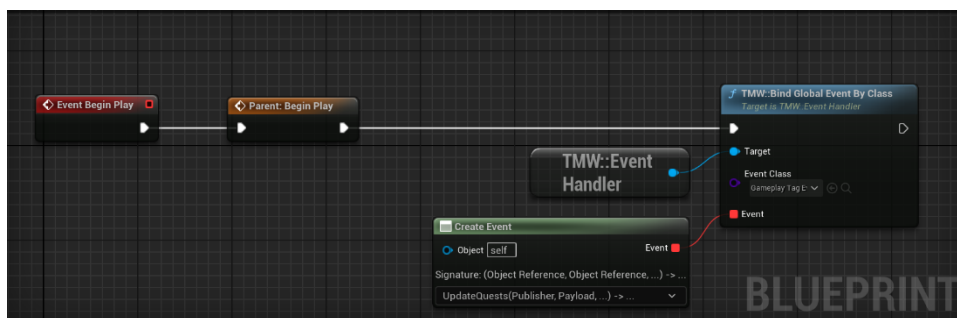 Event Begin Play
Parent: Begin Play
f TMW::Bind Global Event By Class
Target is TMW Event Handler
Target
Event Class
Gameplay Tag E
Event
TMW::Event
Handler
Create Event
Object self
Event
Signature: (Object Reference, Object Reference, ...) -> ...
UpdateQuests(Publisher, Payload, ...) -> ...
BLUEPRINT